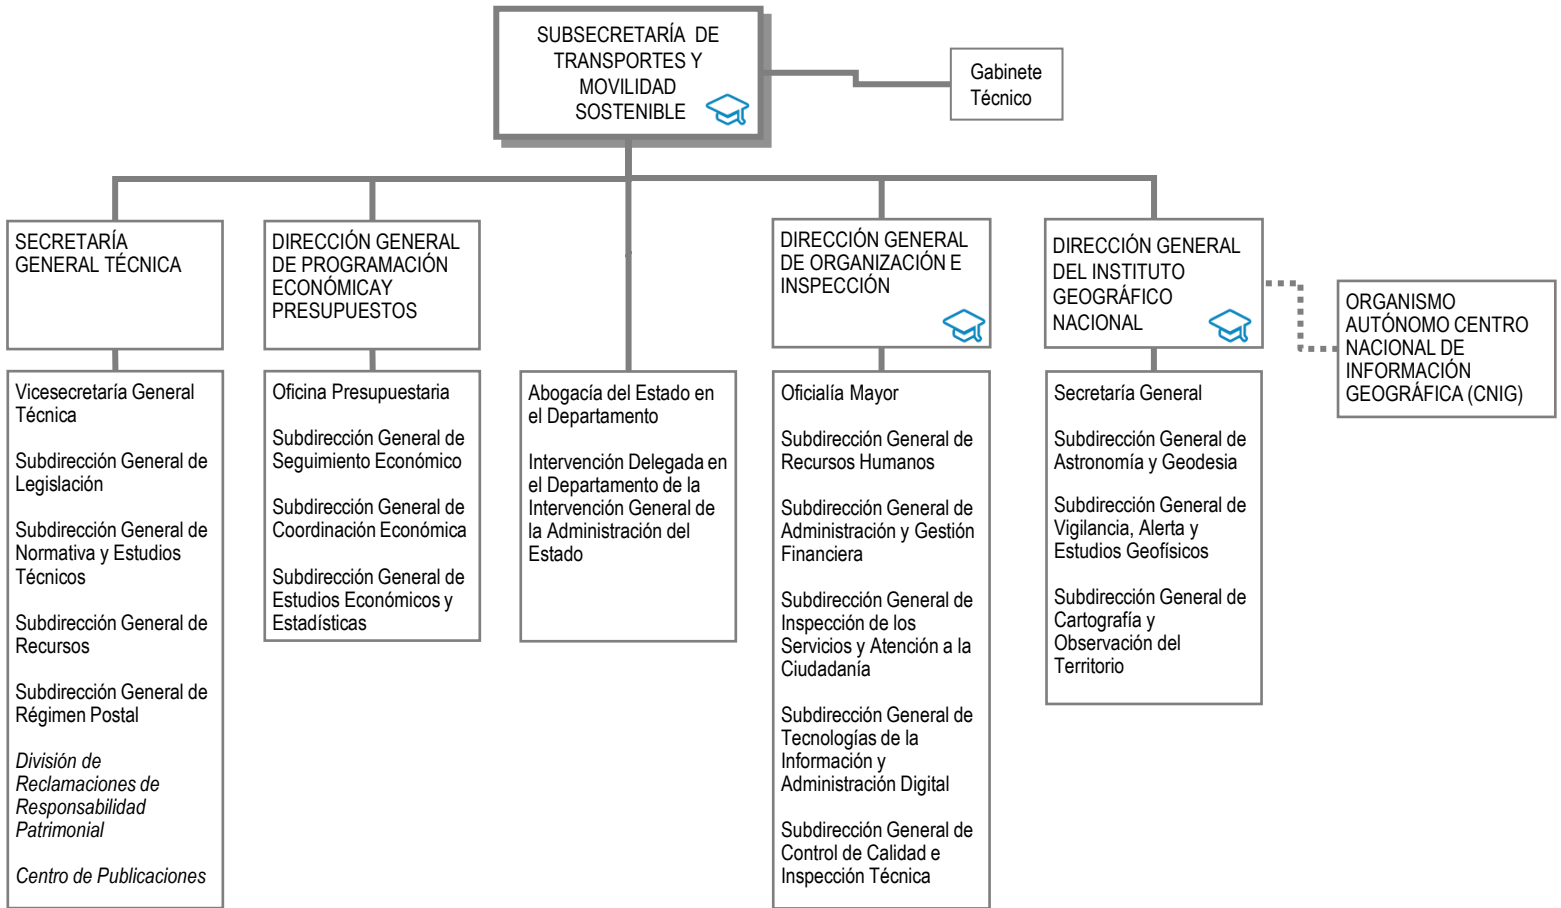 SUBSECRETARÍA DE
TRANSPORTES Y
MOVILIDAD
SOSTENIBLE
Gabinete
Técnico
SECRETARÍA
GENERAL TÉCNICA
DIRECCIÓN GENERAL
DE PROGRAMACIÓN
ECONÓMICAY
PRESUPUESTOS
DIRECCIÓN GENERAL
DE ORGANIZACIÓN E
INSPECCIÓN
DIRECCIÓN GENERAL
DEL INSTITUTO
GEOGRÁFICO
NACIONAL
ORGANISMO
AUTÓNOMO CENTRO
NACIONAL DE
INFORMACIÓN
GEOGRÁFICA (CNIG)
Vicesecretaría General
Técnica
Subdirección General de
Legislación
Subdirección General de
Normativa y Estudios
Técnicos
Subdirección General de
Recursos
Subdirección General de
Régimen Postal
División de
Reclamaciones de
Responsabilidad
Patrimonial
Centro de Publicaciones
Oficina Presupuestaria
Subdirección General de
Seguimiento Económico
Subdirección General de
Coordinación Económica
Subdirección General de
Estudios Económicos y
Estadísticas
Abogacía del Estado en
el Departamento
Intervención Delegada en
el Departamento de la
Intervención General de
la Administración del
Estado
Oficialía Mayor
Subdirección General de
Recursos Humanos
Subdirección General de
Administración y Gestión
Financiera
Subdirección General de
Inspección de los
Servicios y Atención a la
Ciudadanía
Subdirección General de
Tecnologías de la
Información y
Administración Digital
Subdirección General de
Control de Calidad e
Inspección Técnica
Secretaría General
Subdirección General de
Astronomía y Geodesia
Subdirección General de
Vigilancia, Alerta y
Estudios Geofísicos
Subdirección General de
Cartografía y
Observación del
Territorio